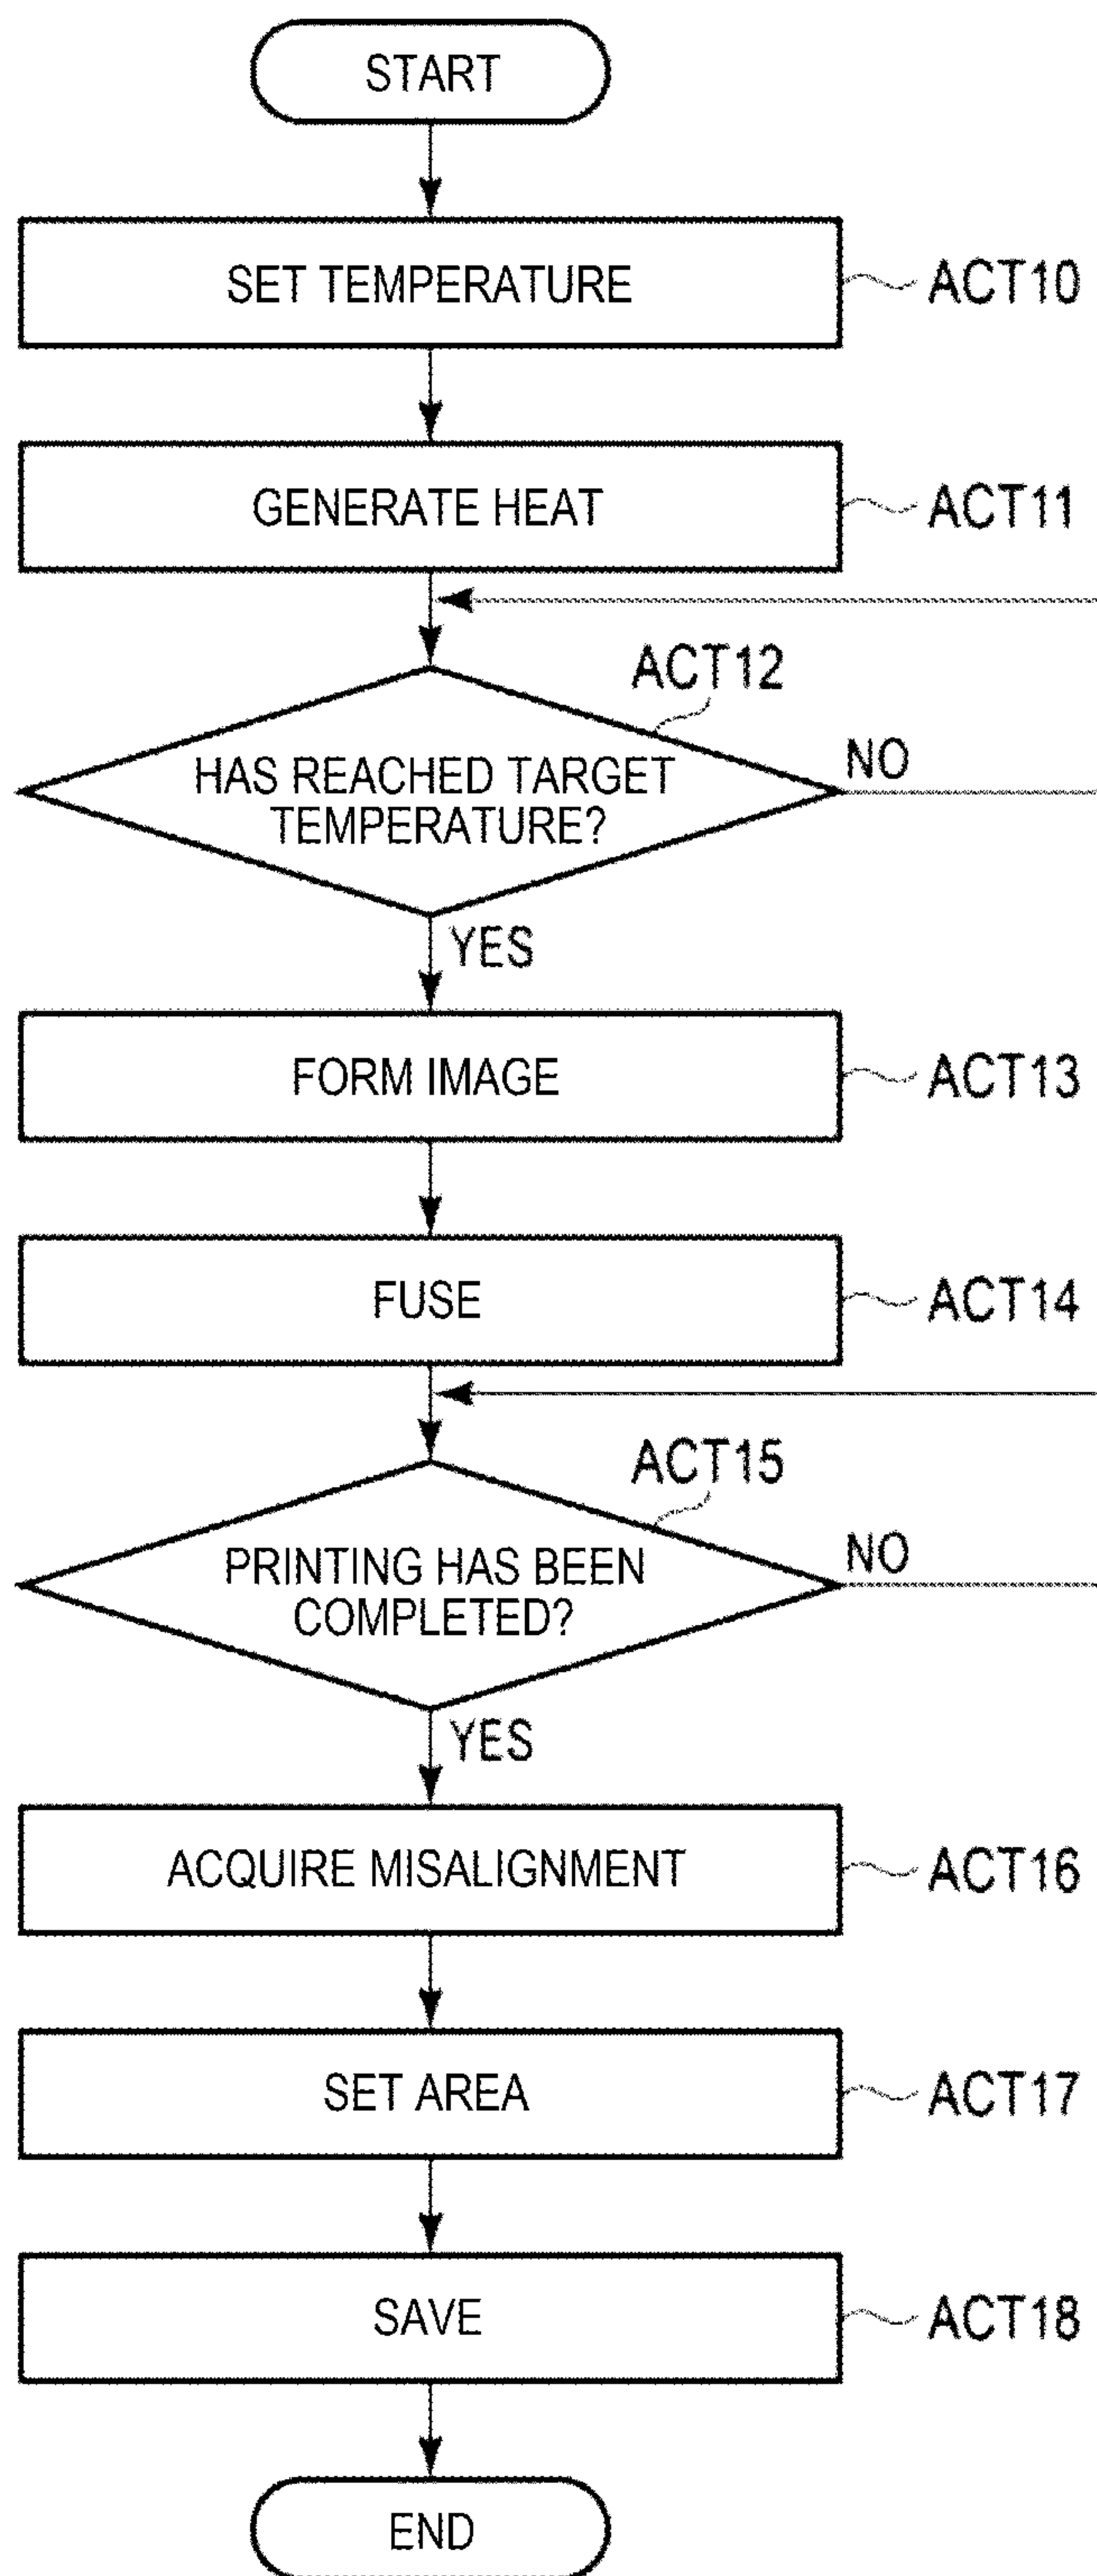 START
SET TEMPERATURE
ACT10
GENERATE HEAT
ACT11
ACT12
HAS REACHED TARGET
TEMPERATURE?
NO
YES
FORM IMAGE
ACT13
FUSE
ACT14
ACT15
PRINTING HAS BEEN
COMPLETED?
NO
YES
ACQUIRE MISALIGNMENT
ACT16
SET AREA
ACT17
SAVE
ACT18
END